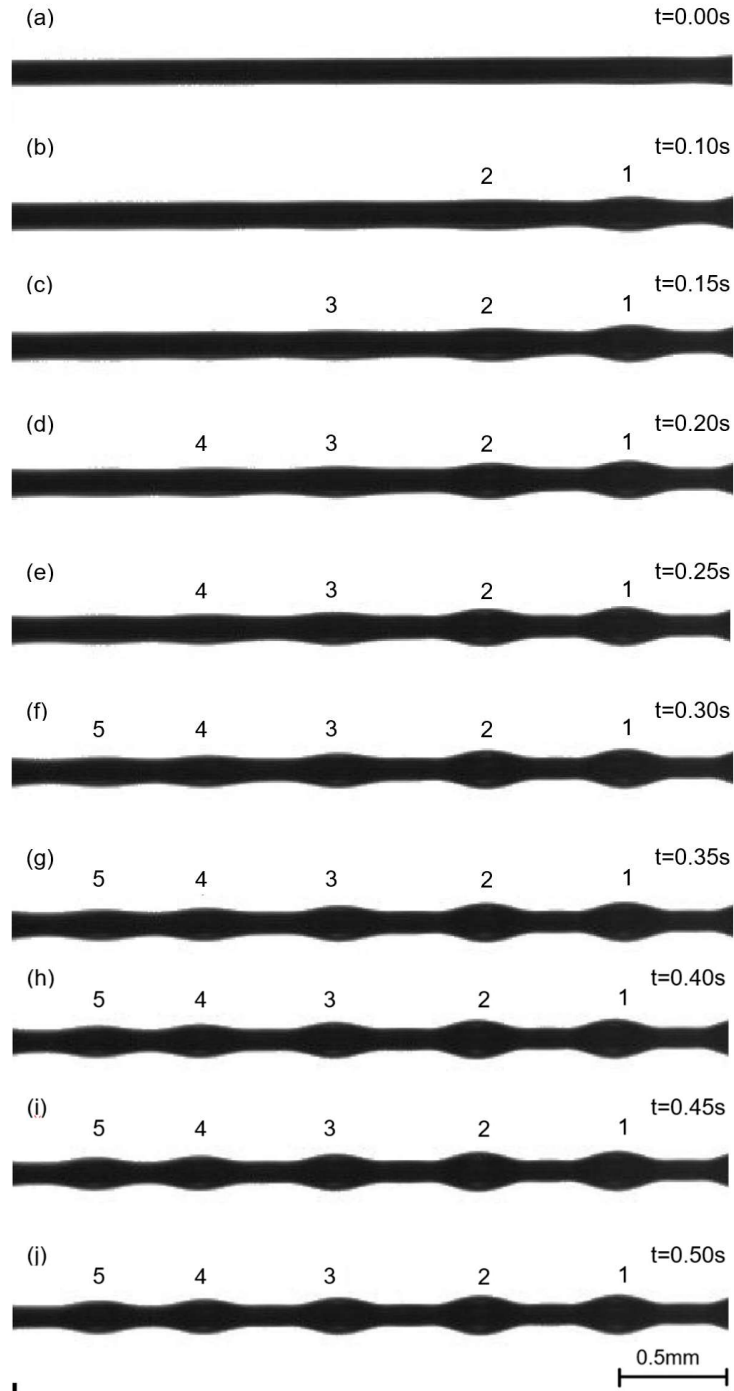 (a) t=0.00s
(b) t=0.10s
2 1
(c) t=0.15s
3 2 1
(d) t=0.20s
4 3 2 1
(e) t=0.25s
4 3 2 1
(f) t=0.30s
5 4 3 2 1
(g) t=0.35s
5 4 3 2 1
(h) t=0.40s
5 4 3 2 1
(i) t=0.45s
5 4 3 2 1
(j) t=0.50s
5 4 3 2 1
0.5mm